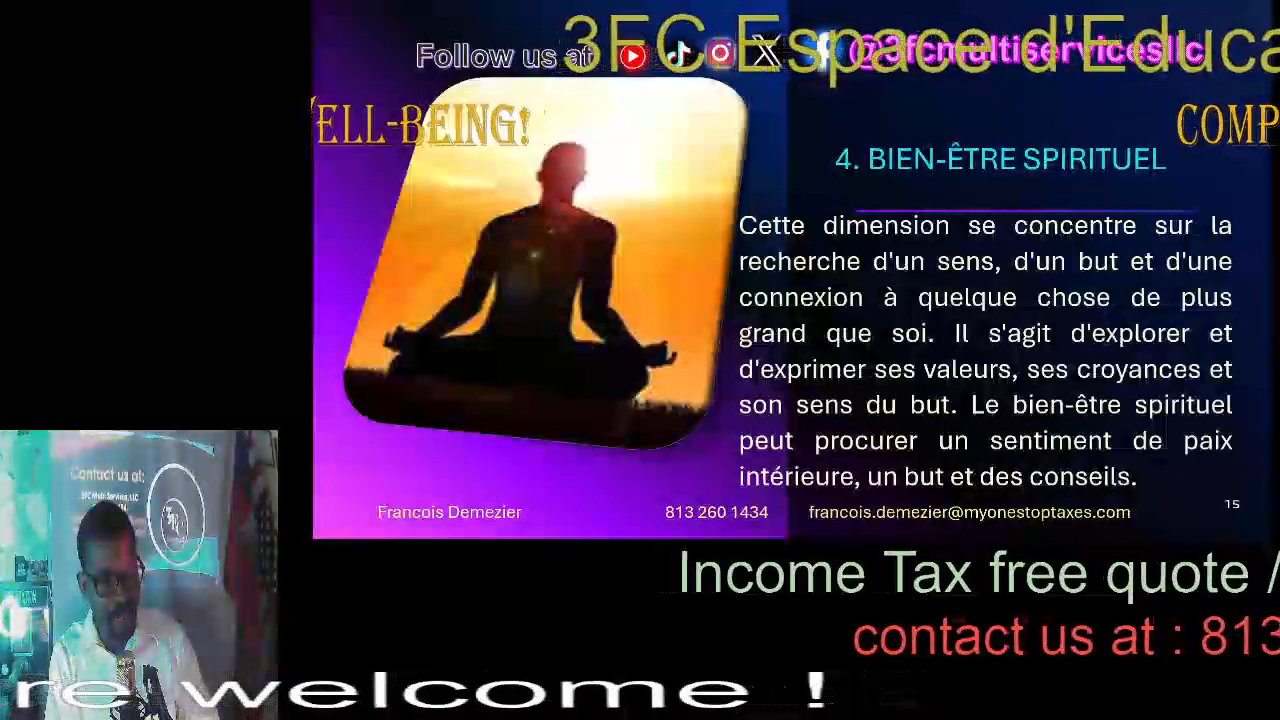 3FC Espace d'Educa
Follow us at
@3fcmultiservicesllc
ELL-BEING!
COMP
4. BIEN-ÊTRE SPIRITUEL
Cette dimension se concentre sur la
recherche d'un sens, d'un but et d'une
connexion à quelque chose de plus
grand que soi. Il s'agit d'explorer et
d'exprimer ses valeurs, ses croyances et
son sens du but. Le bien-être spirituel
peut procurer un sentiment de paix
intérieure, un but et des conseils.
Francois Demezier
813 260 1434
francois.demezier@myonestoptaxes.com
15
Contact us at:
Income Tax free quote /
contact us at : 813
re welcome !